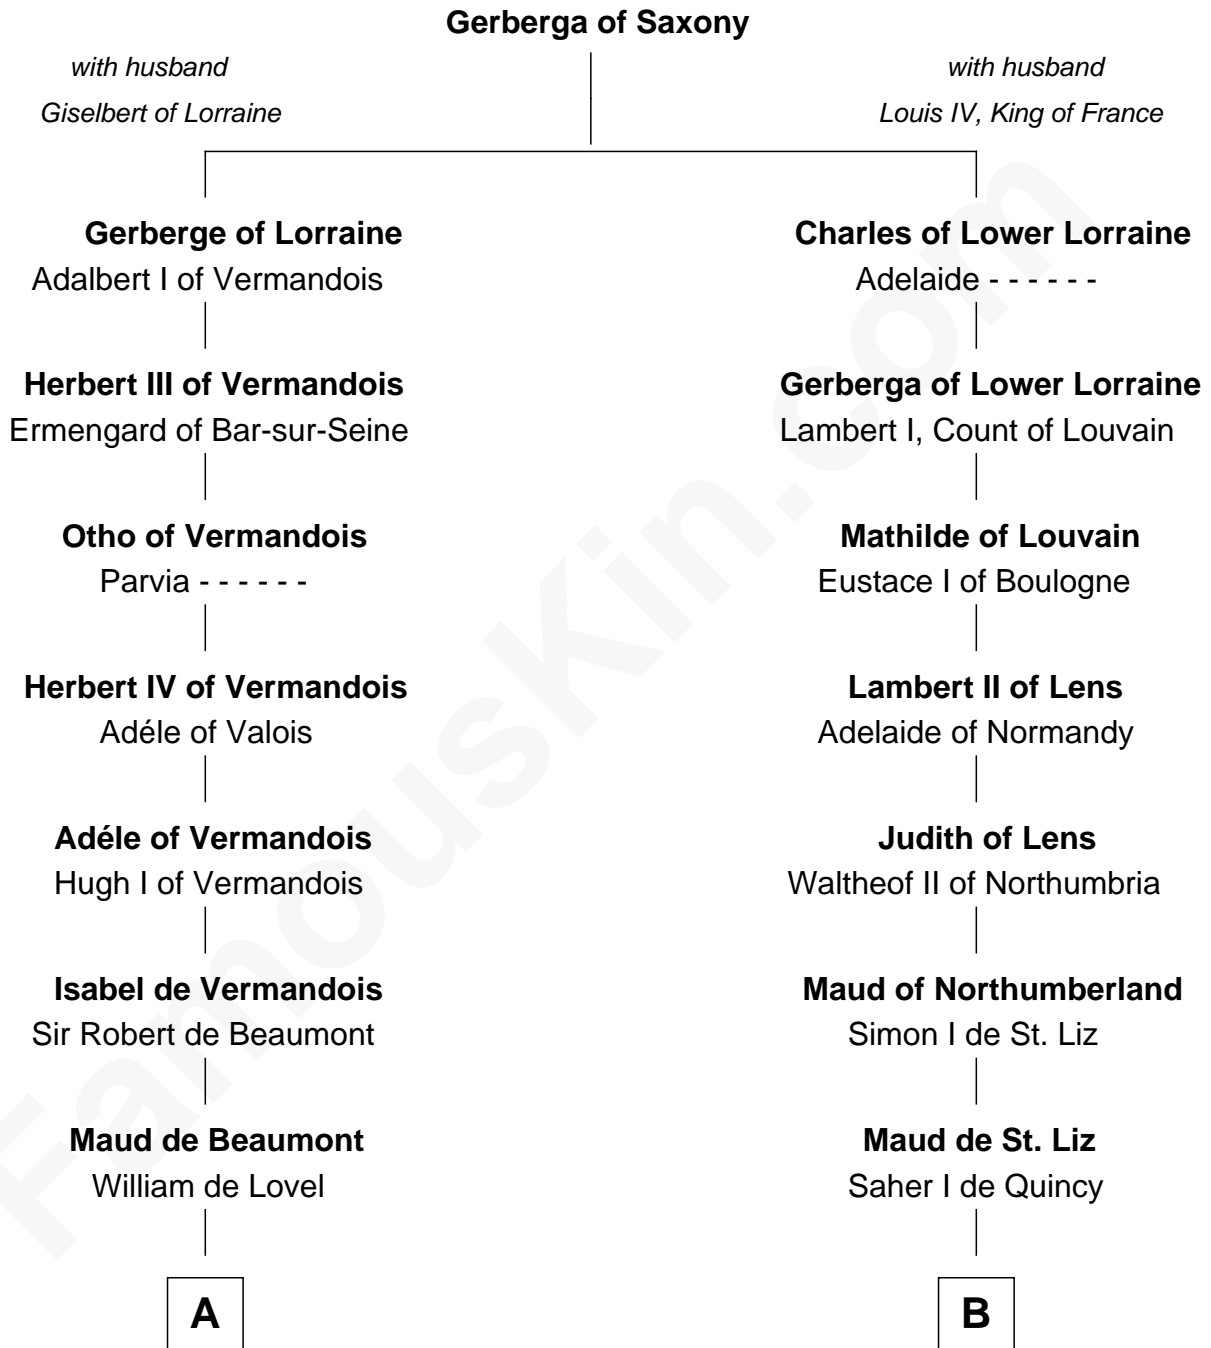 Gerberga of Saxony
with husband
Giselbert of Lorraine
with husband
Louis IV, King of France
Gerberge of Lorraine
Adalbert I of Vermandois
Charles of Lower Lorraine
Adelaide - - - - - -
Herbert III of Vermandois
Ermengard of Bar-sur-Seine
Gerberga of Lower Lorraine
Lambert I, Count of Louvain
Otho of Vermandois
Parvia - - - - - -
Mathilde of Louvain
Eustace I of Boulogne
Herbert IV of Vermandois
Adéle of Valois
Lambert II of Lens
Adelaide of Normandy
Adéle of Vermandois
Hugh I of Vermandois
Judith of Lens
Waltheof II of Northumbria
Isabel de Vermandois
Sir Robert de Beaumont
Maud of Northumberland
Simon I de St. Liz
Maud de Beaumont
William de Lovel
Maud de St. Liz
Saher I de Quincy
A
B
FamousKin.com